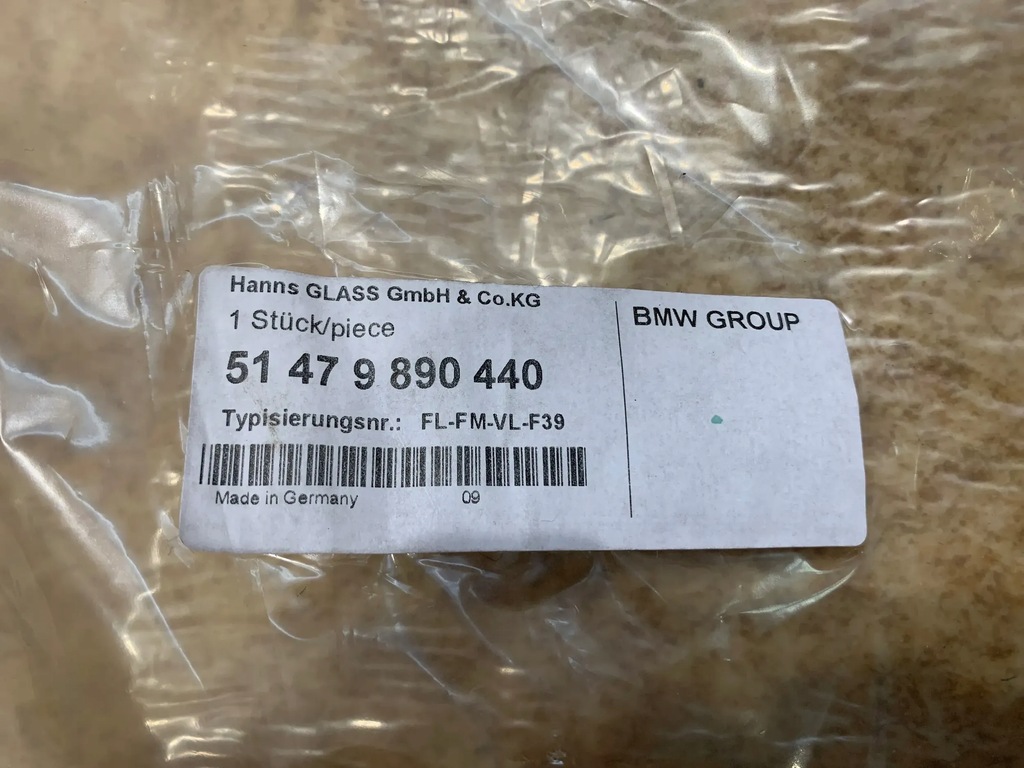 Hanns GLASS GmbH & Co.KG
1 Stück/piece
51 47 9 890 440
Typisierungsnr.: FL-FM-VL-F39
Made in Germany 09
BMW GROUP